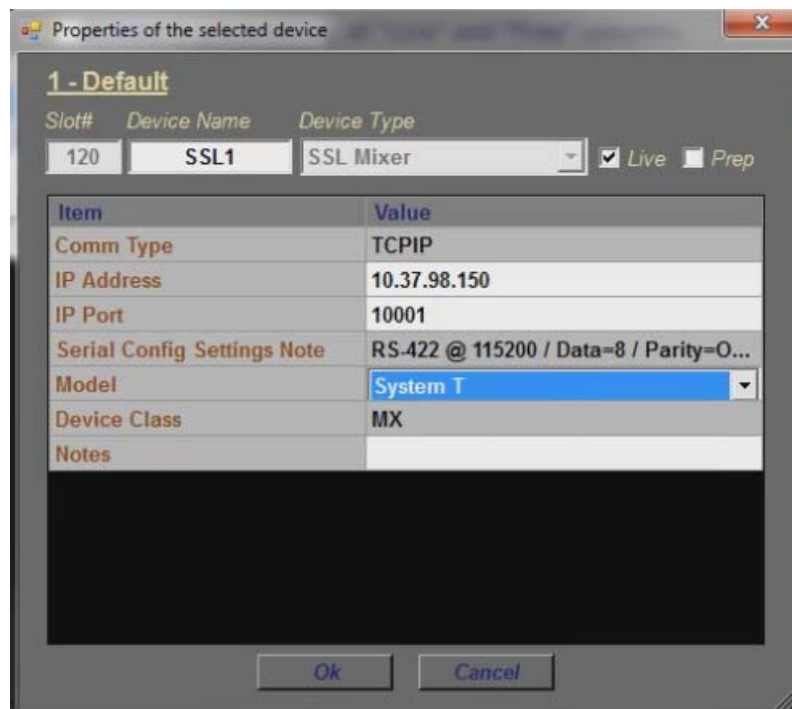 Properties of the selected device
1 - Default
Slot# Device Name Device Type
120 SSL1 SSL Mixer Live Prep
Item Value
Comm Type TCPIP
IP Address 10.37.98.150
IP Port 10001
Serial Config Settings Note RS-422 @ 115200 / Data=8 / Parity=O...
Model System T
Device Class MX
Notes
Ok Cancel